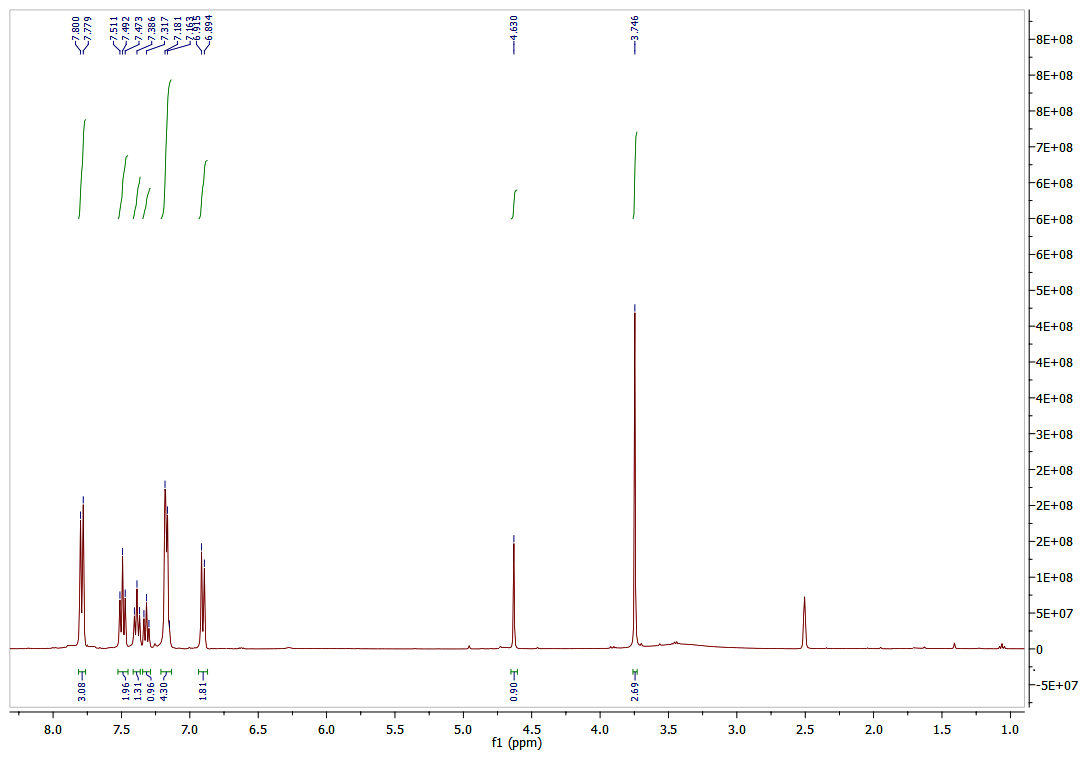 7.800
7.779
7.511
7.492
7.473
7.386
7.317
7.181
7.163
6.915
6.894
4.630
3.746
8E+08
8E+08
8E+08
7E+08
6E+08
6E+08
6E+08
5E+08
4E+08
4E+08
4E+08
3E+08
2E+08
2E+08
2E+08
1E+08
5E+07
0
-5E+07
3.08
1.96
1.31
0.96
4.30
1.81
0.90
2.69
8.0 7.5 7.0 6.5 6.0 5.5 5.0 4.5 4.0 3.5 3.0 2.5 2.0 1.5 1.0
f1 (ppm)